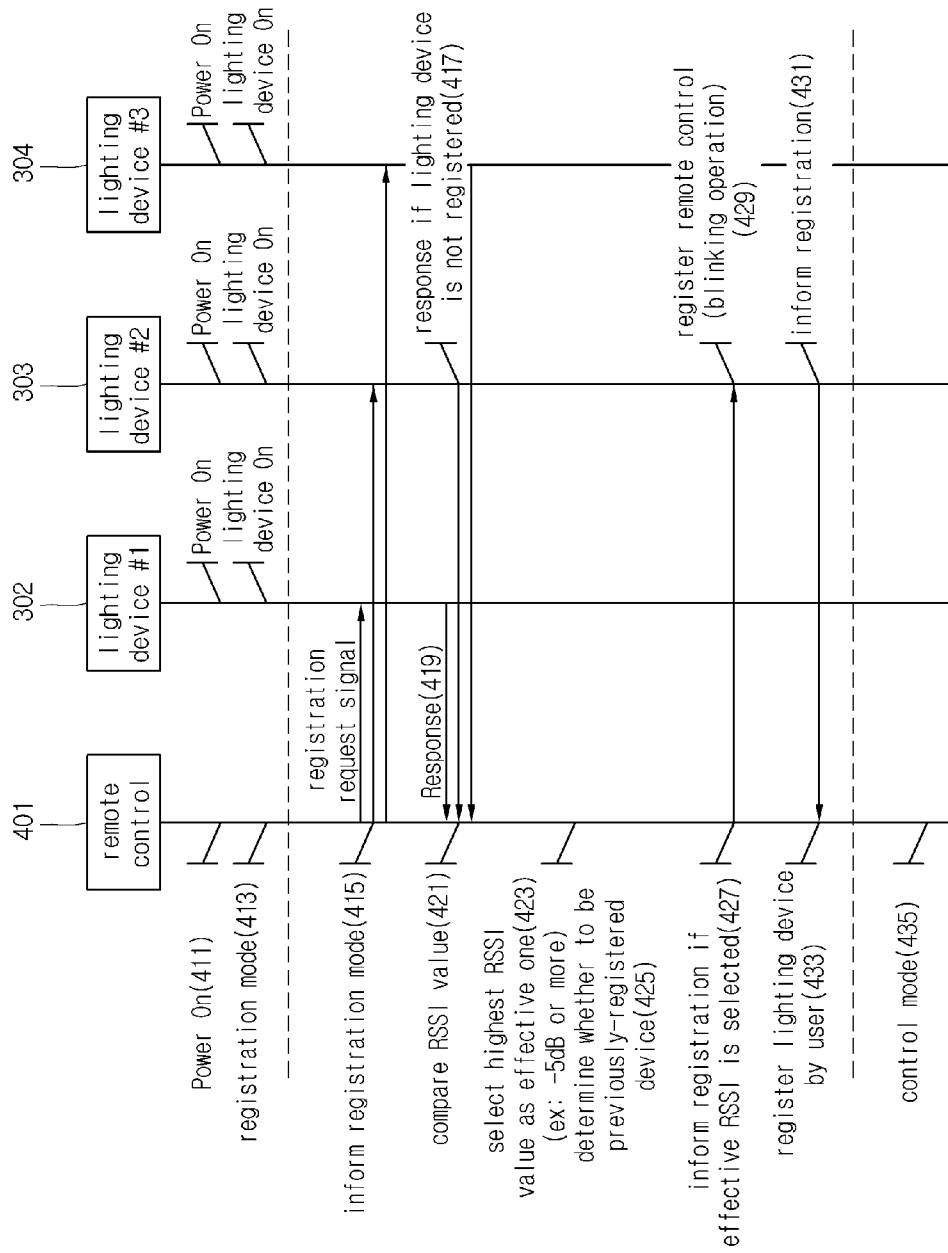 401
302
303
304
remote
control
lighting
device #1
lighting
device #2
lighting
device #3
Power On(411)
registration mode(413)
Power On
lighting
device On
Power On
lighting
device On
Power On
lighting
device On
inform registration mode(415)
registration
request signal
Response(419)
response if lighting device
is not registered(417)
compare RSSI value(421)
select highest RSSI
value as effective one(423)
(ex: -5dB or more)
determine whether to be
previously-registered
device(425)
inform registration if
effective RSSI is selected(427)
register remote control
(blinking operation)
(429)
inform registration(431)
register lighting device
by user(433)
control mode(435)